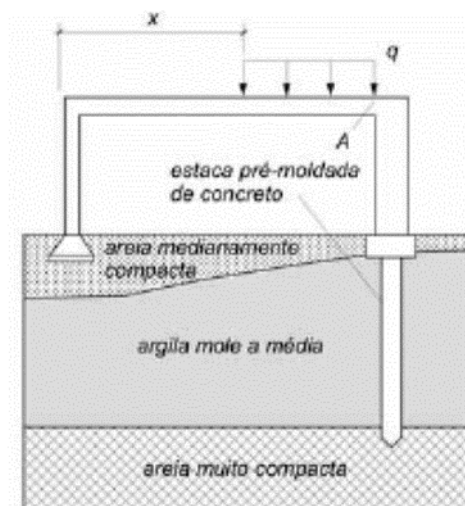 x
q
A
estaca pré-moldada
de concreto
areia medianamente
compacta
argila mole a média
areia muito compacta